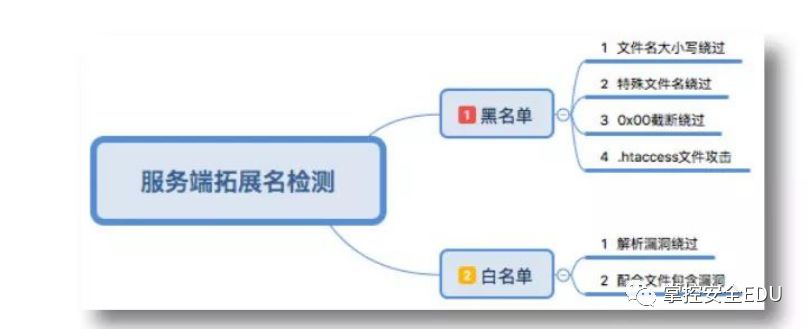 服务端拓展名检测
1 黑名单
1 文件名大小写绕过
2 特殊文件名绕过
3 0x00截断绕过
4 .htaccess文件攻击
2 白名单
1 解析漏洞绕过
2 配合文件包含漏洞
掌控安全EDU